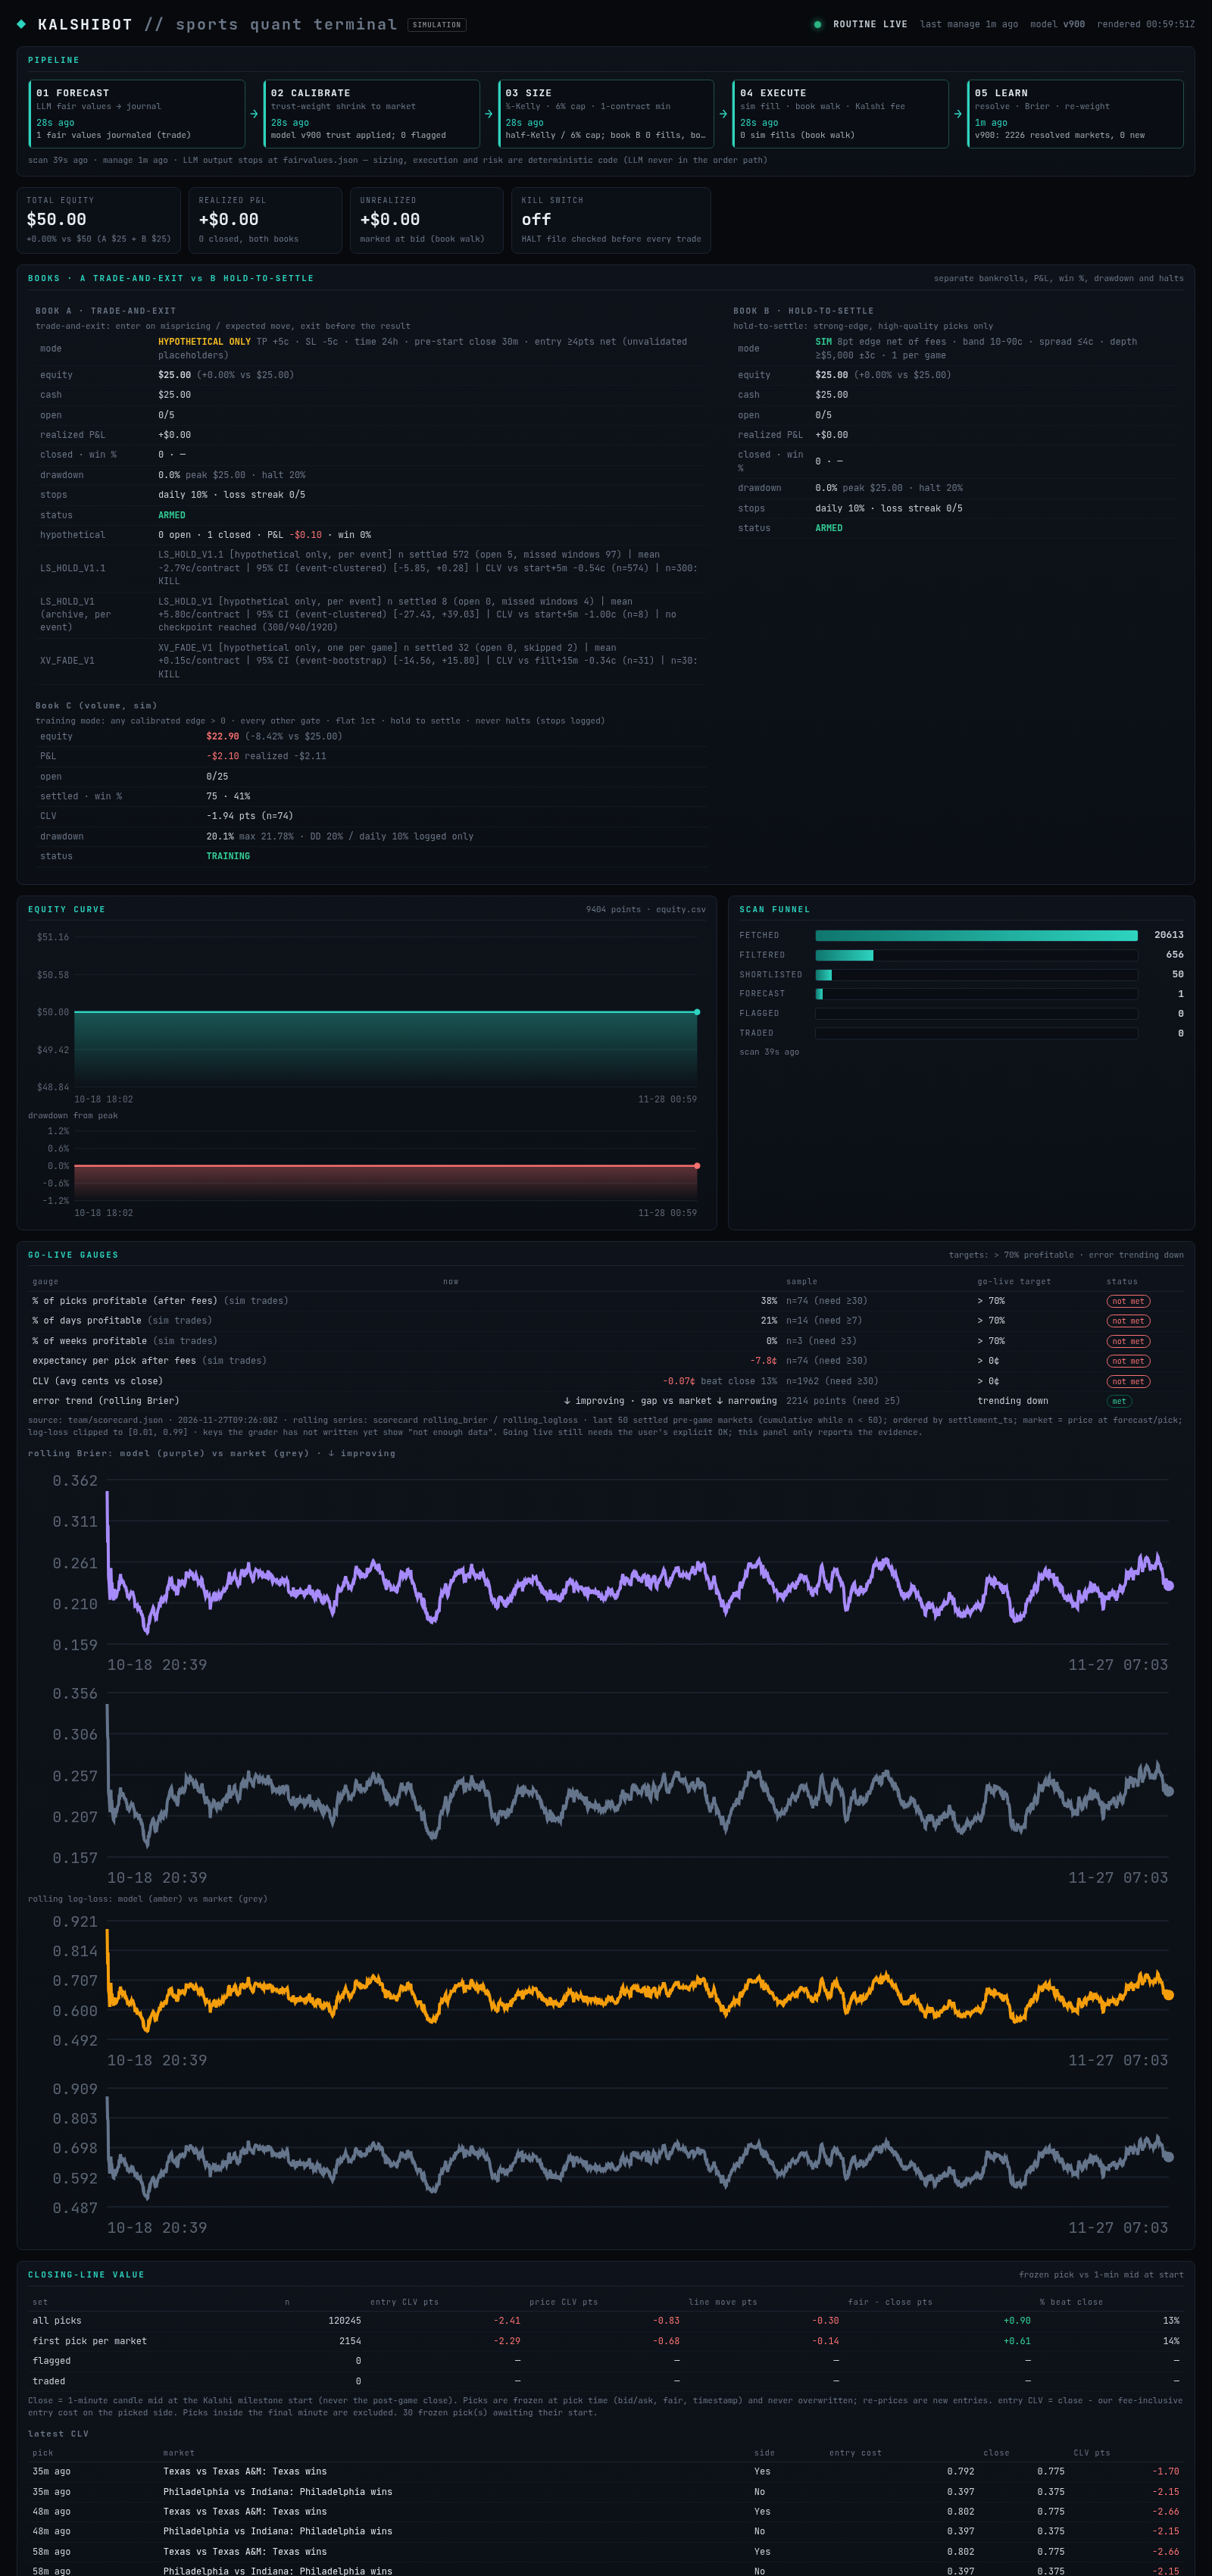 ◆ KALSHIBOT // sports quant terminal SIMULATION
ROUTINE LIVE last manage 1m ago model v900 rendered 00:59:51Z
PIPELINE
01 FORECAST
LLM fair values → journal
28s ago
1 fair values journaled (trade)
→
02 CALIBRATE
trust-weight shrink to market
28s ago
model v900 trust applied; 0 flagged
→
03 SIZE
½-Kelly · 6% cap · 1-contract min
28s ago
half-Kelly / 6% cap; book B 0 fills, bo…
→
04 EXECUTE
sim fill · book walk · Kalshi fee
28s ago
0 sim fills (book walk)
→
05 LEARN
resolve · Brier · re-weight
1m ago
v900: 2226 resolved markets, 0 new
scan 39s ago · manage 1m ago · LLM output stops at fairvalues.json — sizing, execution and risk are deterministic code (LLM never in the order path)
TOTAL EQUITY
$50.00
+0.00% vs $50 (A $25 + B $25)
REALIZED P&L
+$0.00
0 closed, both books
UNREALIZED
+$0.00
marked at bid (book walk)
KILL SWITCH
off
HALT file checked before every trade
BOOKS · A TRADE-AND-EXIT vs B HOLD-TO-SETTLE
separate bankrolls, P&L, win %, drawdown and halts
BOOK A · TRADE-AND-EXIT
trade-and-exit: enter on mispricing / expected move, exit before the result
mode HYPOTHETICAL ONLY TP +5c · SL -5c · time 24h · pre-start close 30m · entry ≥4pts net (unvalidated
placeholders)
equity $25.00 (+0.00% vs $25.00)
cash $25.00
open 0/5
realized P&L +$0.00
closed · win % 0 · —
drawdown 0.0% peak $25.00 · halt 20%
stops daily 10% · loss streak 0/5
status ARMED
hypothetical 0 open · 1 closed · P&L -$0.10 · win 0%
LS_HOLD_V1.1 LS_HOLD_V1.1 [hypothetical only, per event] n settled 572 (open 5, missed windows 97) | mean
-2.79c/contract | 95% CI (event-clustered) [-5.85, +0.28] | CLV vs start+5m -0.54c (n=574) | n=300:
KILL
LS_HOLD_V1 (archive, per event) LS_HOLD_V1 [hypothetical only, per event] n settled 8 (open 0, missed windows 4) | mean
+5.80c/contract | 95% CI (event-clustered) [-27.43, +39.03] | CLV vs start+5m -1.00c (n=8) | no
checkpoint reached (300/940/1920)
XV_FADE_V1 XV_FADE_V1 [hypothetical only, one per game] n settled 32 (open 0, skipped 2) | mean
+0.15c/contract | 95% CI (event-bootstrap) [-14.56, +15.80] | CLV vs fill+15m -0.34c (n=31) | n=30:
KILL
BOOK B · HOLD-TO-SETTLE
hold-to-settle: strong-edge, high-quality picks only
mode SIM 8pt edge net of fees · band 10-90c · spread ≤4c · depth
≥$5,000 ±3c · 1 per game
equity $25.00 (+0.00% vs $25.00)
cash $25.00
open 0/5
realized P&L +$0.00
closed · win % 0 · —
drawdown 0.0% peak $25.00 · halt 20%
stops daily 10% · loss streak 0/5
status ARMED
Book C (volume, sim)
training mode: any calibrated edge > 0 · every other gate · flat 1ct · hold to settle · never halts (stops logged)
equity $22.90 (-8.42% vs $25.00)
P&L -$2.10 realized -$2.11
open 0/25
settled · win % 75 · 41%
CLV -1.94 pts (n=74)
drawdown 20.1% max 21.78% · DD 20% / daily 10% logged only
status TRAINING
EQUITY CURVE
9404 points · equity.csv
$51.16
$50.58
$50.00
$49.42
$48.84
10-18 18:02 11-28 00:59
drawdown from peak
1.2%
0.6%
0.0%
-0.6%
-1.2%
10-18 18:02 11-28 00:59
SCAN FUNNEL
FETCHED 20613
FILTERED 656
SHORTLISTED 50
FORECAST 1
FLAGGED 0
TRADED 0
scan 39s ago
GO-LIVE GAUGES
targets: > 70% profitable · error trending down
gauge now sample go-live target status
% of picks profitable (after fees) (sim trades) 38% n=74 (need ≥30) > 70% not met
% of days profitable (sim trades) 21% n=14 (need ≥7) > 70% not met
% of weeks profitable (sim trades) 0% n=3 (need ≥3) > 70% not met
expectancy per pick after fees (sim trades) -7.8¢ n=74 (need ≥30) > 0¢ not met
CLV (avg cents vs close) -0.07¢ beat close 13% n=1962 (need ≥30) > 0¢ not met
error trend (rolling Brier) ↓ improving · gap vs market ↓ narrowing 2214 points (need ≥5) trending down met
source: team/scorecard.json · 2026-11-27T09:26:08Z · rolling series: scorecard rolling_brier / rolling_logloss · last 50 settled pre-game markets (cumulative while n < 50); ordered by settlement_ts; market = price at forecast/pick;
log-loss clipped to [0.01, 0.99] · keys the grader has not written yet show "not enough data". Going live still needs the user's explicit OK; this panel only reports the evidence.
rolling Brier: model (purple) vs market (grey) · ↓ improving
0.362
0.311
0.261
0.210
0.159
10-18 20:39 11-27 07:03
0.356
0.306
0.257
0.207
0.157
10-18 20:39 11-27 07:03
rolling log-loss: model (amber) vs market (grey)
0.921
0.814
0.707
0.600
0.492
10-18 20:39 11-27 07:03
0.909
0.803
0.698
0.592
0.487
10-18 20:39 11-27 07:03
CLOSING-LINE VALUE
frozen pick vs 1-min mid at start
set n entry CLV pts price CLV pts line move pts fair - close pts % beat close
all picks 120245 -2.41 -0.83 -0.30 +0.90 13%
first pick per market 2154 -2.29 -0.68 -0.14 +0.61 14%
flagged 0 — — — — —
traded 0 — — — — —
Close = 1-minute candle mid at the Kalshi milestone start (never the post-game close). Picks are frozen at pick time (bid/ask, fair, timestamp) and never overwritten; re-prices are new entries. entry CLV = close - our fee-inclusive
entry cost on the picked side. Picks inside the final minute are excluded. 30 frozen pick(s) awaiting their start.
latest CLV
pick market side entry cost close CLV pts
35m ago Texas vs Texas A&M: Texas wins Yes 0.792 0.775 -1.70
35m ago Philadelphia vs Indiana: Philadelphia wins No 0.397 0.375 -2.15
48m ago Texas vs Texas A&M: Texas wins Yes 0.802 0.775 -2.66
48m ago Philadelphia vs Indiana: Philadelphia wins No 0.397 0.375 -2.15
58m ago Texas vs Texas A&M: Texas wins Yes 0.802 0.775 -2.66
58m ago Philadelphia vs Indiana: Philadelphia wins No 0.397 0.375 -2.15